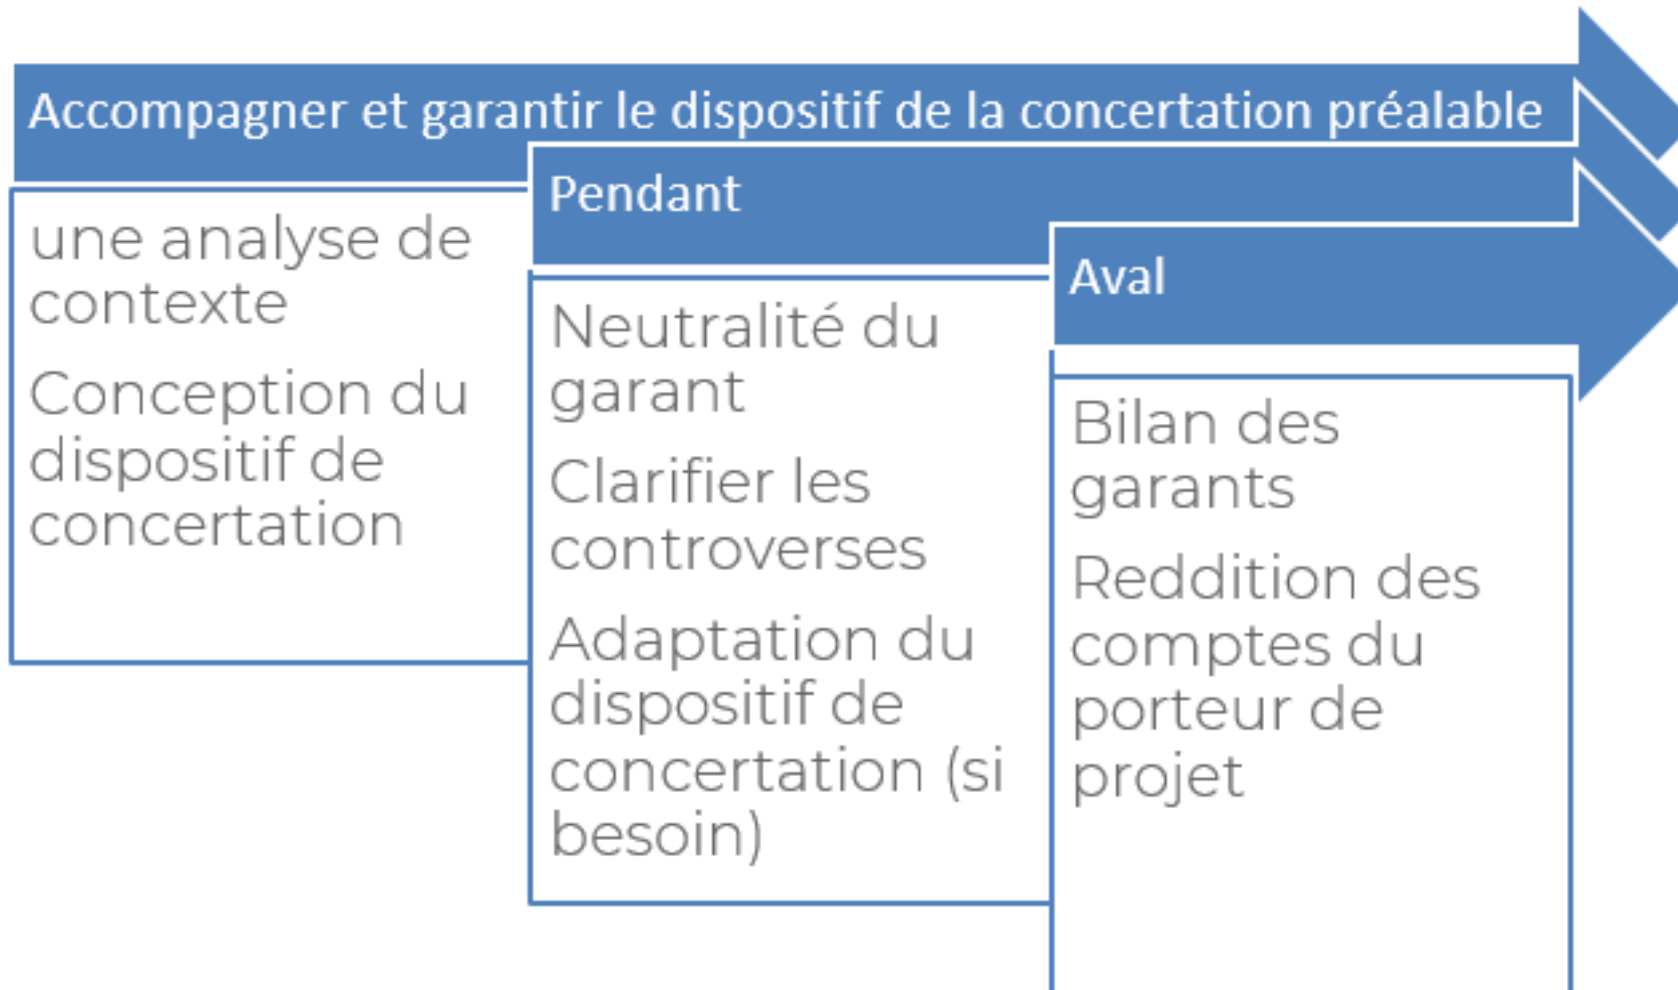 Accompagner et garantir le dispositif de la concertation préalable
une analyse de
contexte
Conception du
dispositif de
concertation
Pendant
Neutralité du
garant
Clarifier les
controverses
Adaptation du
dispositif de
concertation (si
besoin)
Aval
Bilan des
garants
Reddition des
comptes du
porteur de
projet